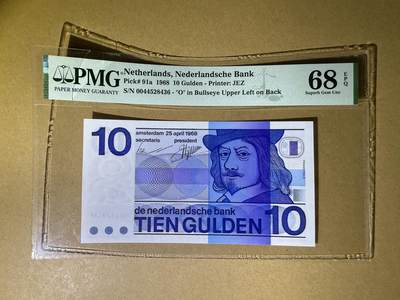 PMG
PAPER MONEY GUARANTY
Netherlands, Nederlandsche Bank
Pick# 91a 1968 10 Gulden - Printer: JEZ
S/N 0044528436 - "O" in Bullseye Upper Left on Back
68 EPQ
Superb Gem Unc
10
amsterdam 25 april 1968
secretaris president
de nederlandsche bank
TIEN GULDEN
10